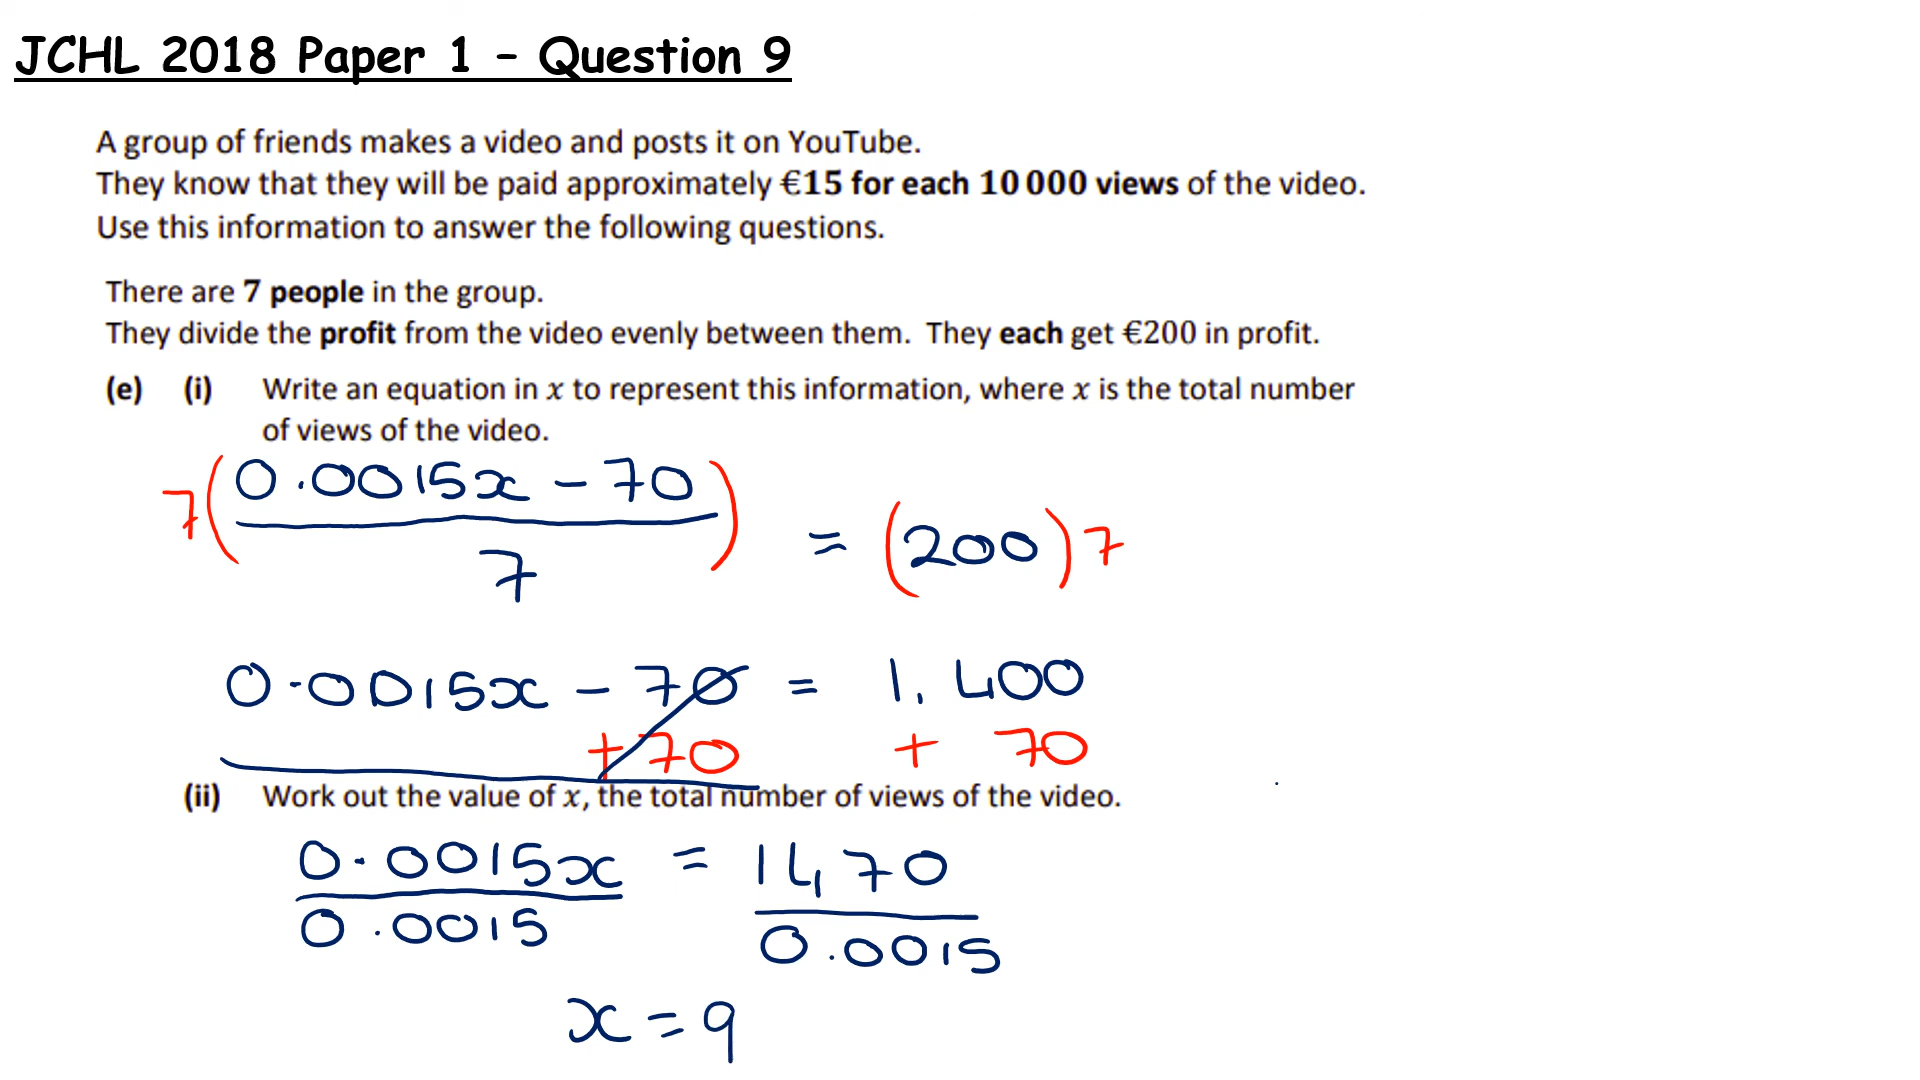 JCHL 2018 Paper 1 – Question 9
A group of friends makes a video and posts it on YouTube.
They know that they will be paid approximately €15 for each 10 000 views of the video.
Use this information to answer the following questions.
There are 7 people in the group.
They divide the profit from the video evenly between them. They each get €200 in profit.
(e) (i) Write an equation in x to represent this information, where x is the total number
of views of the video.
7(0.0015x – 70) = (200)7
7
0.0015x – 70 = 1,400
+ 70 + 70
(ii) Work out the value of x, the total number of views of the video.
0.0015x = 1470
0.0015 0.0015
x = 9